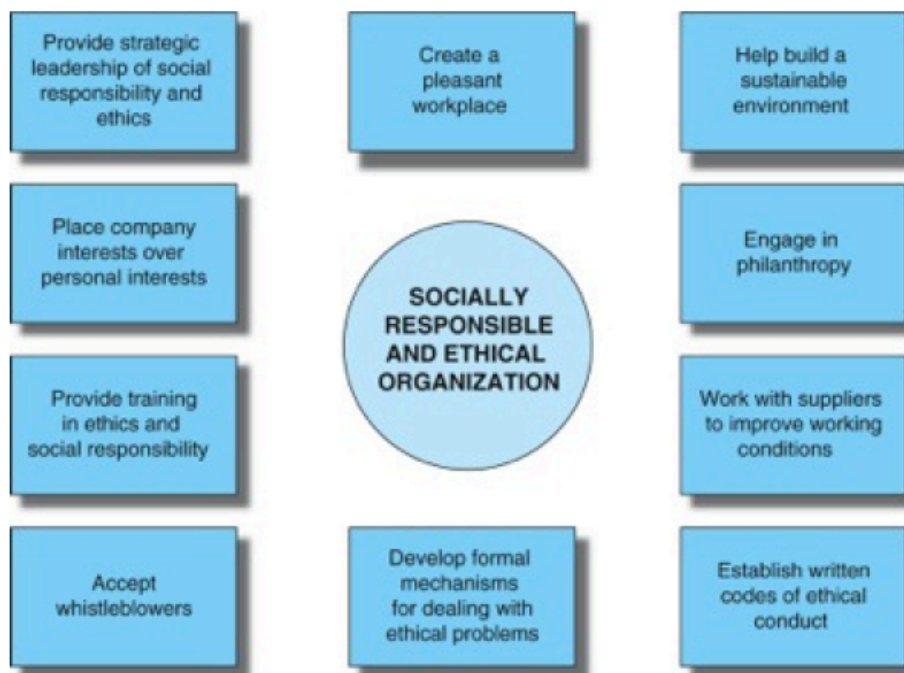 Provide strategic
leadership of social
responsibility and
ethics
Create a
pleasant
workplace
Help build a
sustainable
environment
Place company
interests over
personal interests
SOCIALLY
RESPONSIBLE
AND ETHICAL
ORGANIZATION
Engage in
philanthropy
Provide training
in ethics and
social responsibility
Work with suppliers
to improve working
conditions
Accept
whistleblowers
Develop formal
mechanisms
for dealing with
ethical problems
Establish written
codes of ethical
conduct